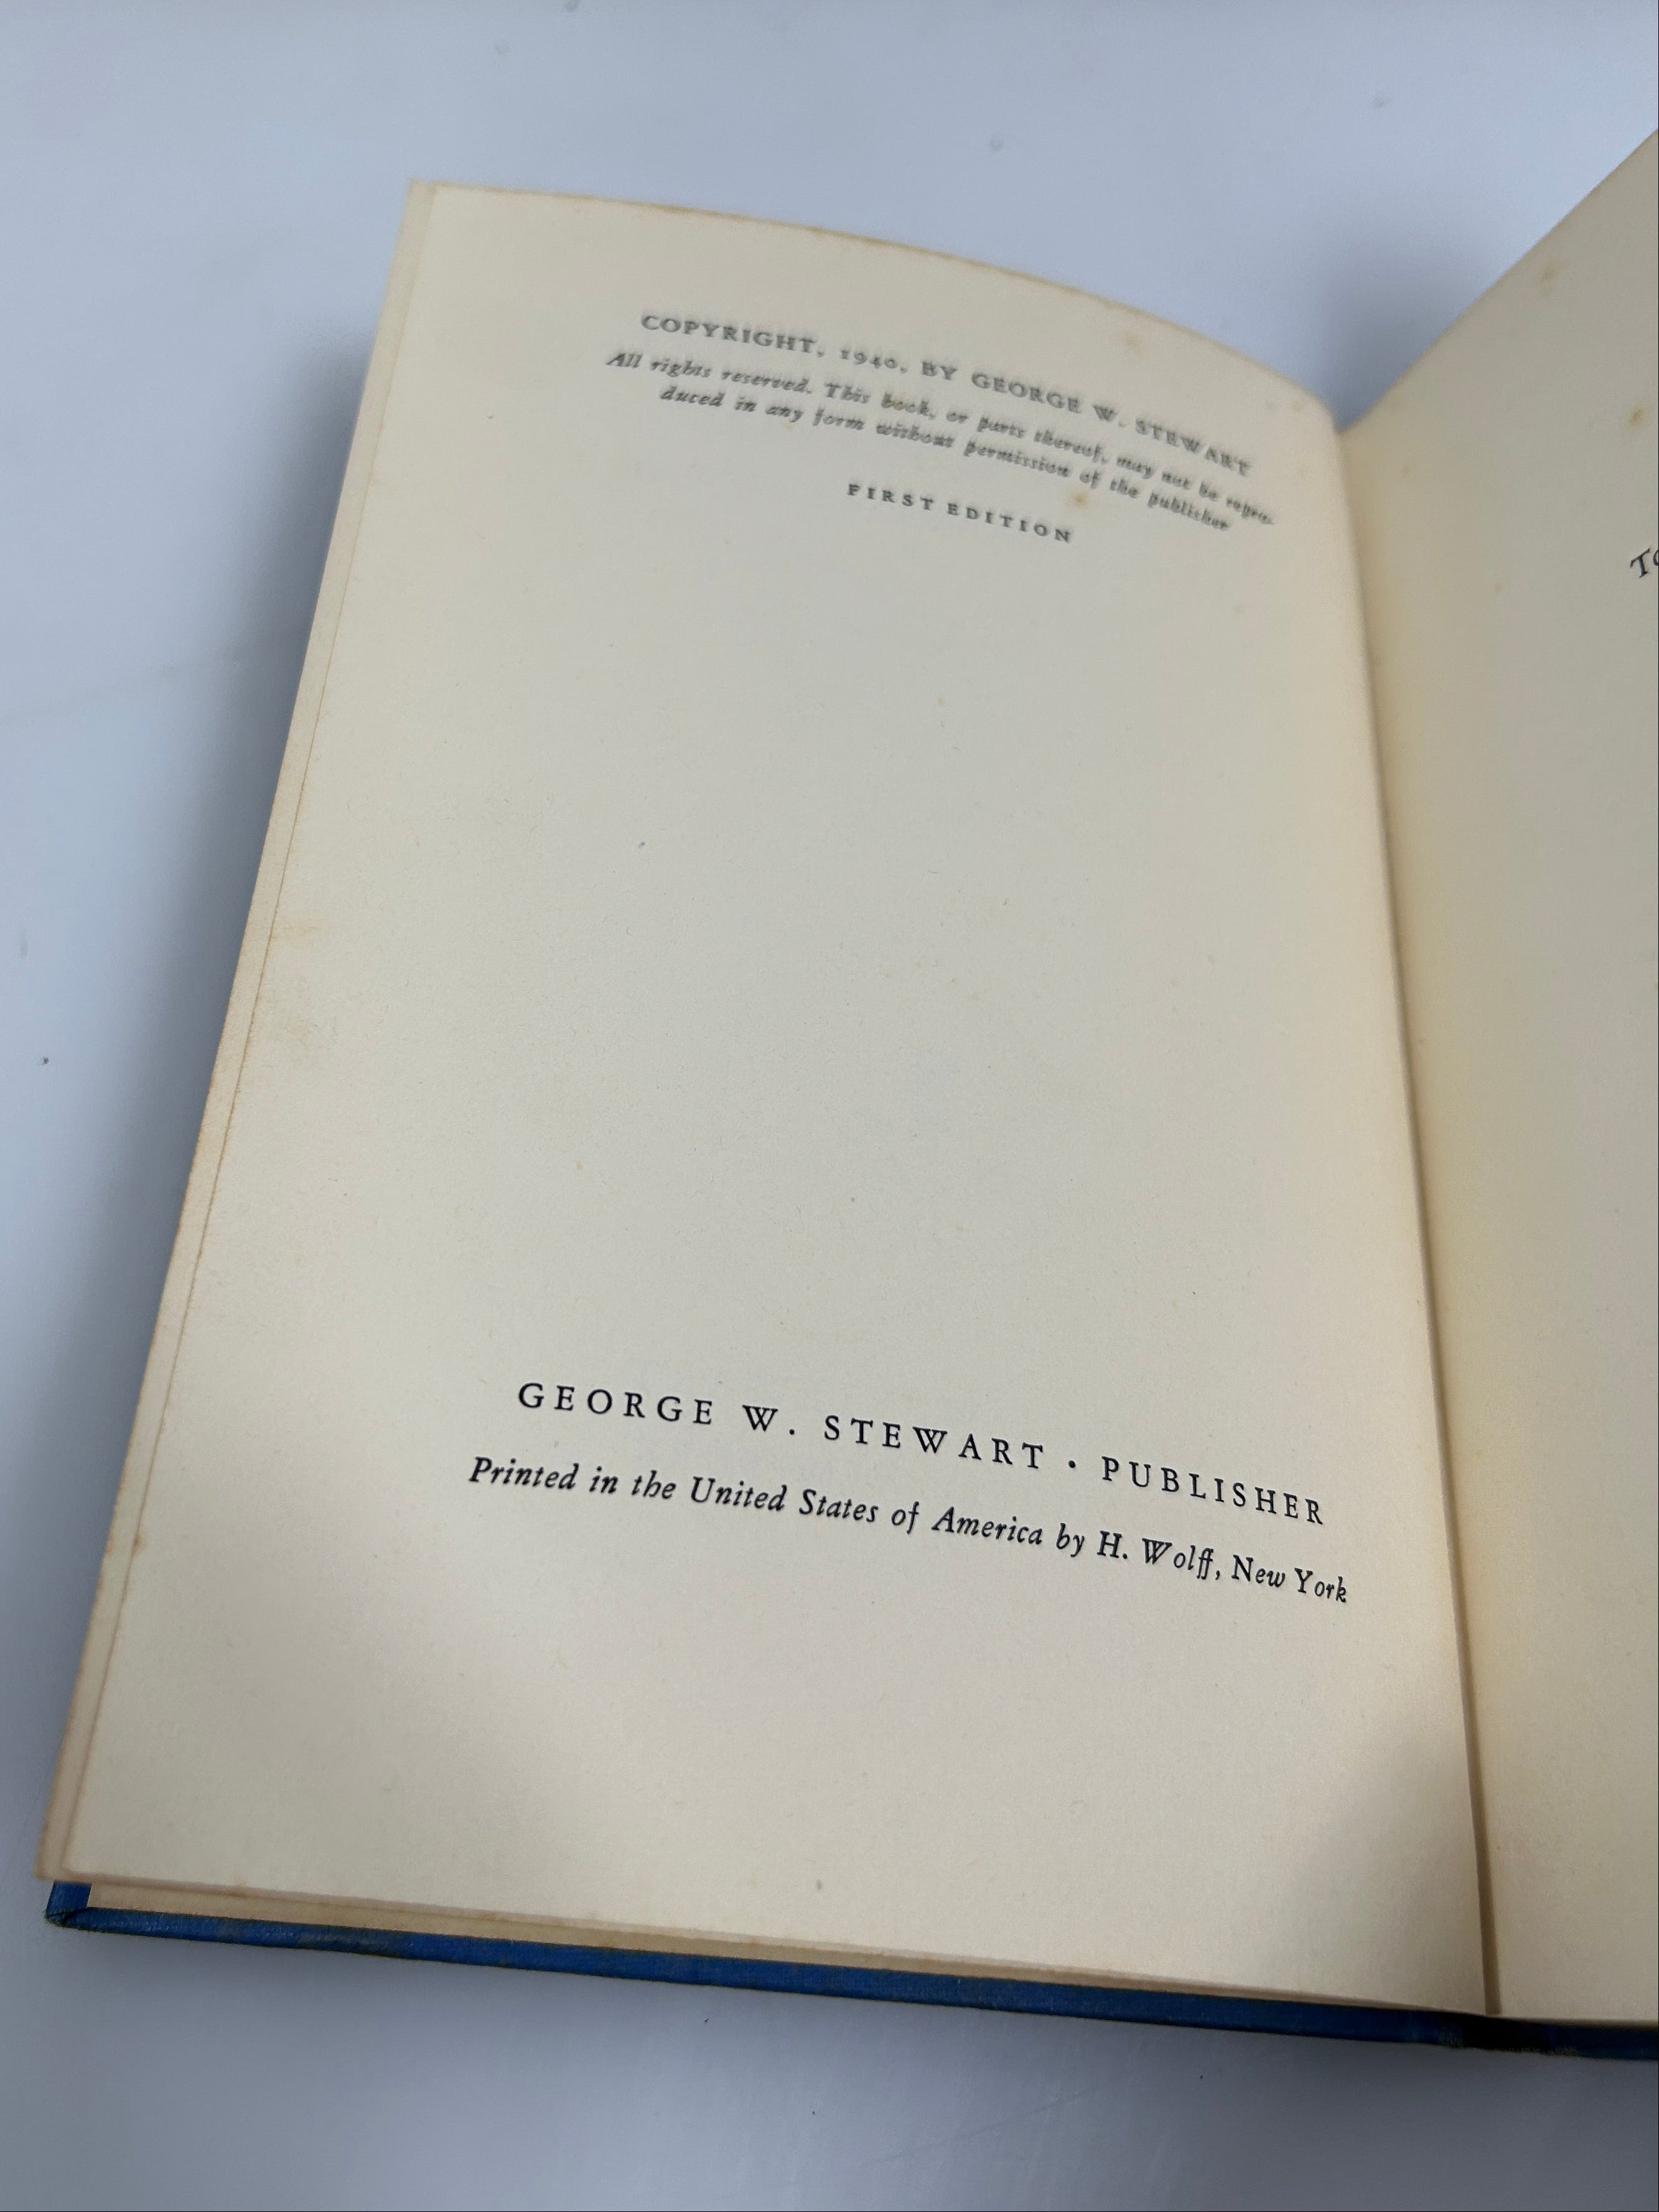 COPYRIGHT, 1940, BY GEORGE W. STEWART
All rights reserved. This book, or parts thereof, may not be repro-
duced in any form without permission of the publisher
FIRST EDITION
GEORGE W. STEWART · PUBLISHER
Printed in the United States of America by H. Wolff, New York